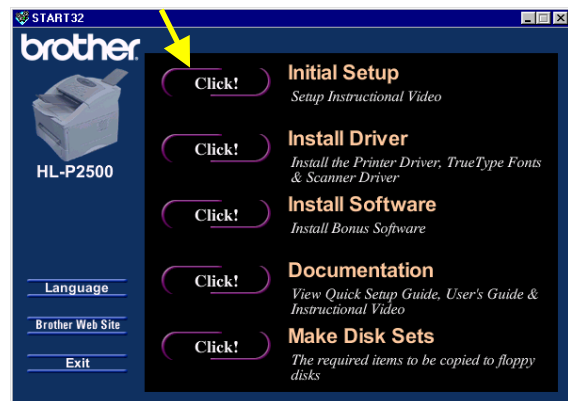 START32
brother
HL-P2500
Language
Brother Web Site
Exit
Click!
Initial Setup
Setup Instructional Video
Click!
Install Driver
Install the Printer Driver, TrueType Fonts
& Scanner Driver
Click!
Install Software
Install Bonus Software
Click!
Documentation
View Quick Setup Guide, User's Guide &
Instructional Video
Click!
Make Disk Sets
The required items to be copied to floppy
disks